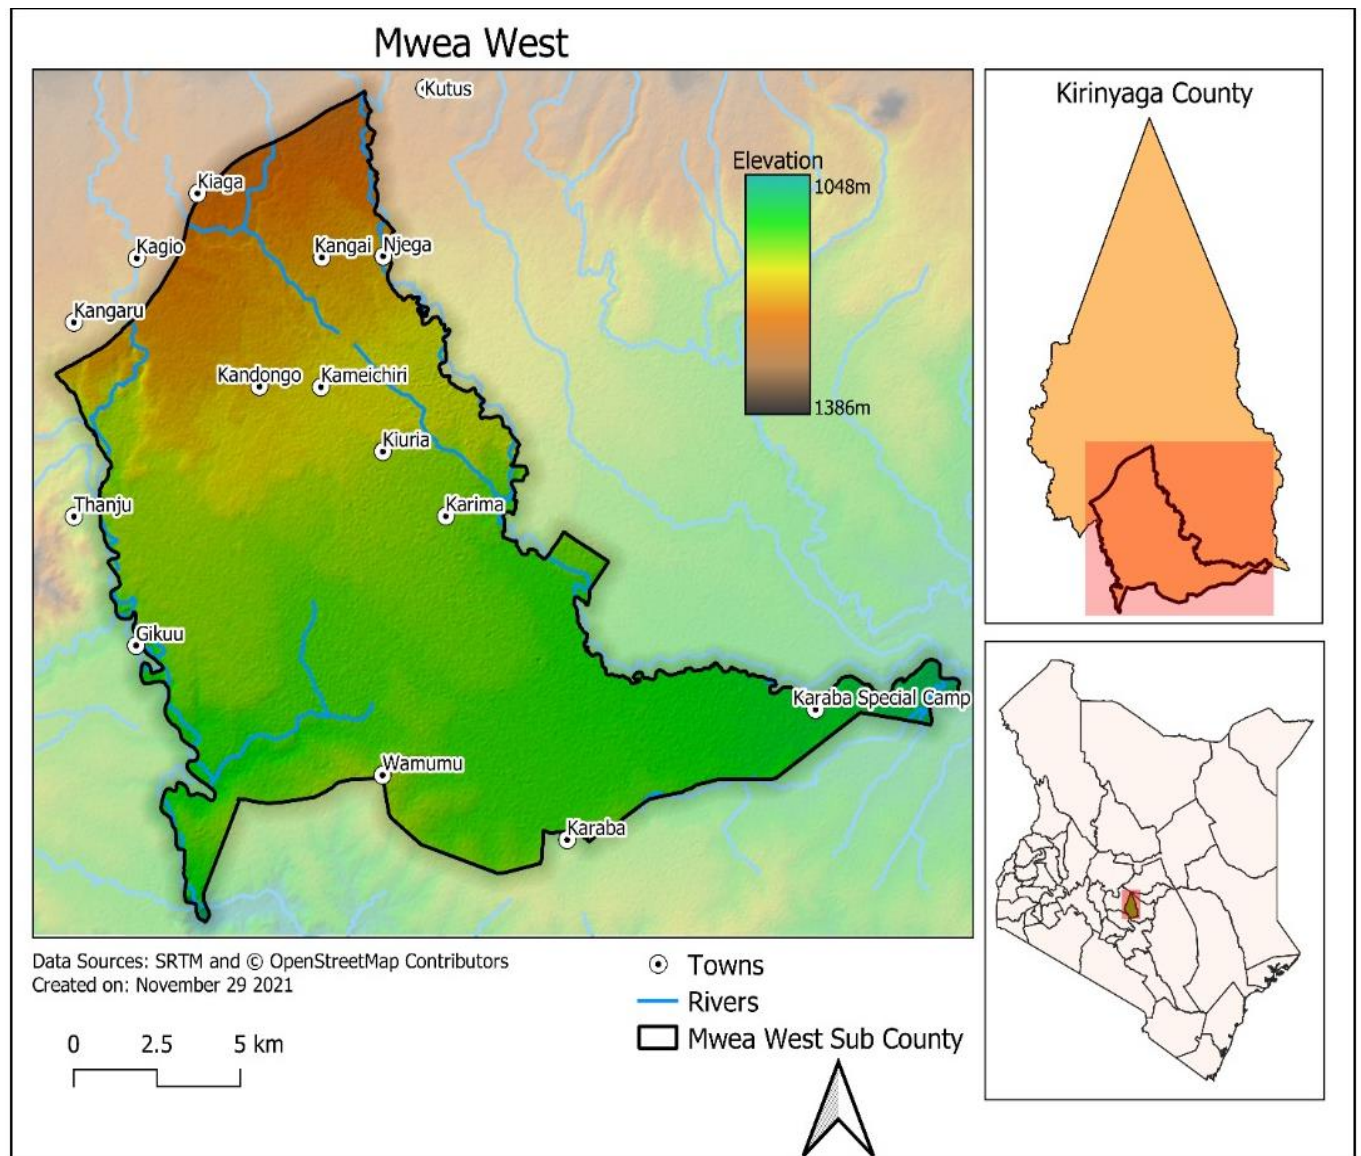 Mwea West
Kutus
Kiaga
Kagio
Kangai
Njega
Kangaru
Kandongo
Kameichiri
Kiuria
Thanju
Karima
Gikuu
Karaba Special Camp
Wamumu
Karaba
Elevation
1048m
1386m
Kirinyaga County
Data Sources: SRTM and © OpenStreetMap Contributors
Created on: November 29 2021
0 2.5 5 km
Towns
Rivers
Mwea West Sub County